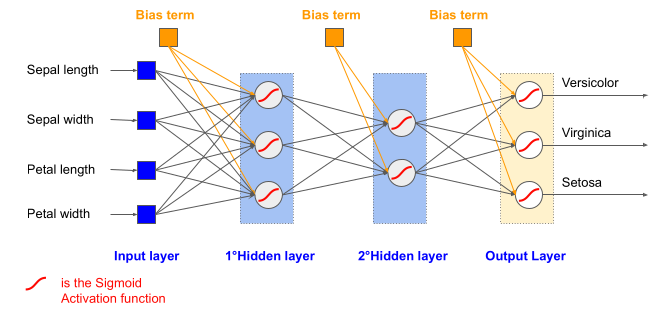 Bias term
Bias term
Bias term
Sepal length
Sepal width
Petal length
Petal width
Versicolor
Virginica
Setosa
Input layer
1°Hidden layer
2°Hidden layer
Output Layer
is the Sigmoid
Activation function